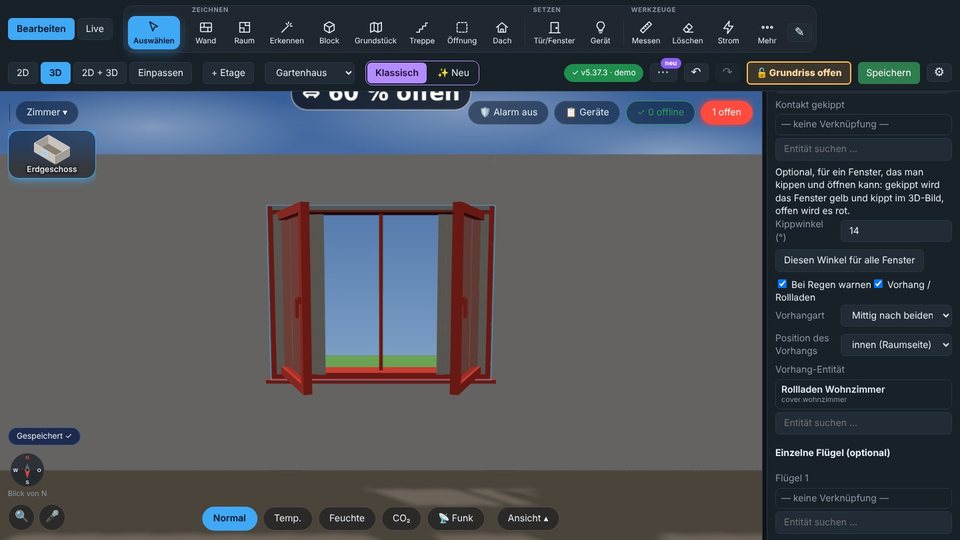 ZEICHNEN
SETZEN
WERKZEUGE
Bearbeiten
Live
Auswählen
Wand
Raum
Erkennen
Block
Grundstück
Treppe
Öffnung
Dach
Tür/Fenster
Gerät
Messen
Löschen
Strom
Mehr
2D
3D
2D + 3D
Einpassen
+ Etage
Gartenhaus
Klassisch
✨ Neu
✓ v5.37.3 · demo
neu
🔓 Grundriss offen
Speichern
Zimmer ▾
⇔ 60 % offen
🛡️ Alarm aus
📋 Geräte
✓ 0 offline
1 offen
Erdgeschoss
Gespeichert ✓
N
W
O
S
Blick von N
Normal
Temp.
Feuchte
CO₂
📡 Funk
Ansicht ▴
Kontakt gekippt
— keine Verknüpfung —
Entität suchen ...
Optional, für ein Fenster, das man
kippen und öffnen kann: gekippt wird
das Fenster gelb und kippt im 3D-Bild,
offen wird es rot.
Kippwinkel
(°)
14
Diesen Winkel für alle Fenster
Bei Regen warnen
Vorhang /
Rollladen
Vorhangart
Mittig nach beiden
Position des
Vorhangs
innen (Raumseite)
Vorhang-Entität
Rollladen Wohnzimmer
cover.wohnzimmer
Entität suchen ...
Einzelne Flügel (optional)
Flügel 1
— keine Verknüpfung —
Entität suchen ...